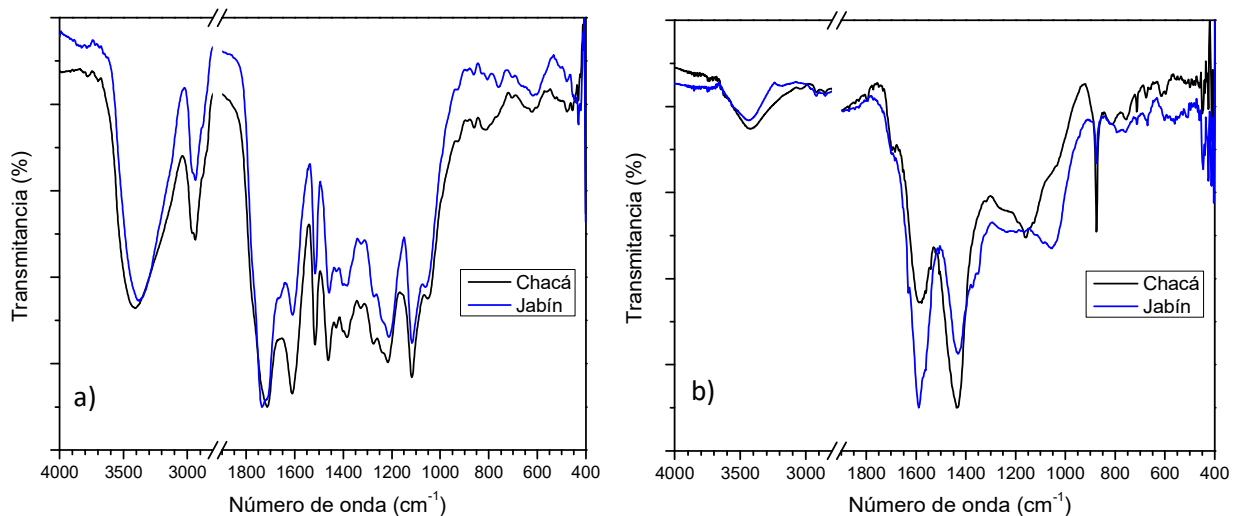 Transmitancia (%)
Chacá
Jabín
a)
4000 3500 3000 1600 1400 1200 1000 800 600 400
Número de onda (cm⁻¹)
Transmitancia (%)
Chacá
Jabín
b)
4000 3500 3000 1800 1600 1400 1200 1000 800 600 400
Número de onda (cm⁻¹)